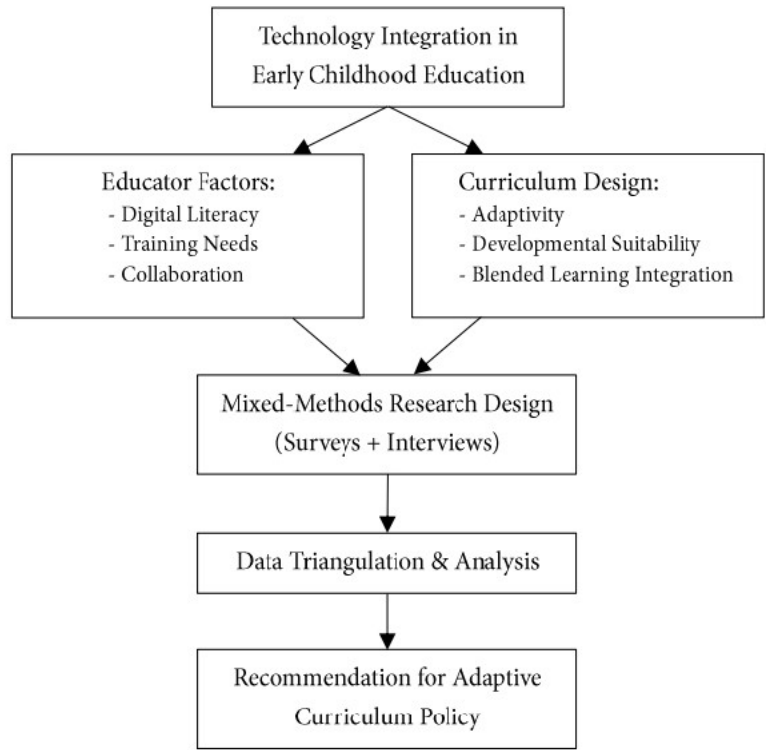 Technology Integration in
Early Childhood Education
Educator Factors:
- Digital Literacy
- Training Needs
- Collaboration
Curriculum Design:
- Adaptivity
- Developmental Suitability
- Blended Learning Integration
Mixed-Methods Research Design
(Surveys + Interviews)
Data Triangulation & Analysis
Recommendation for Adaptive
Curriculum Policy